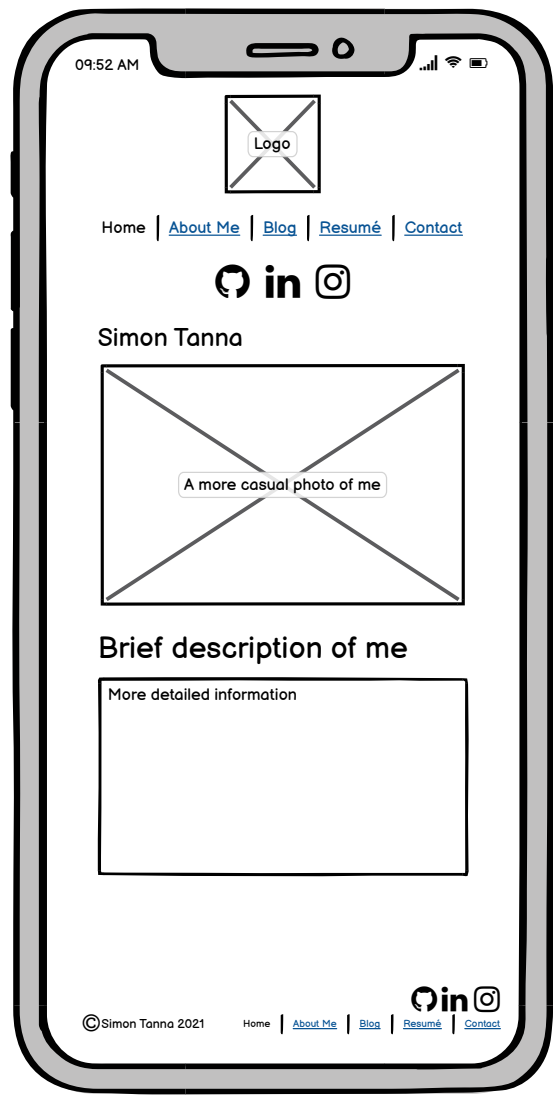 09:52 AM
Logo
Home | About Me | Blog | Resumé | Contact
Simon Tanna
A more casual photo of me
Brief description of me
More detailed information
©Simon Tanna 2021 Home | About Me | Blog | Resumé | Contact